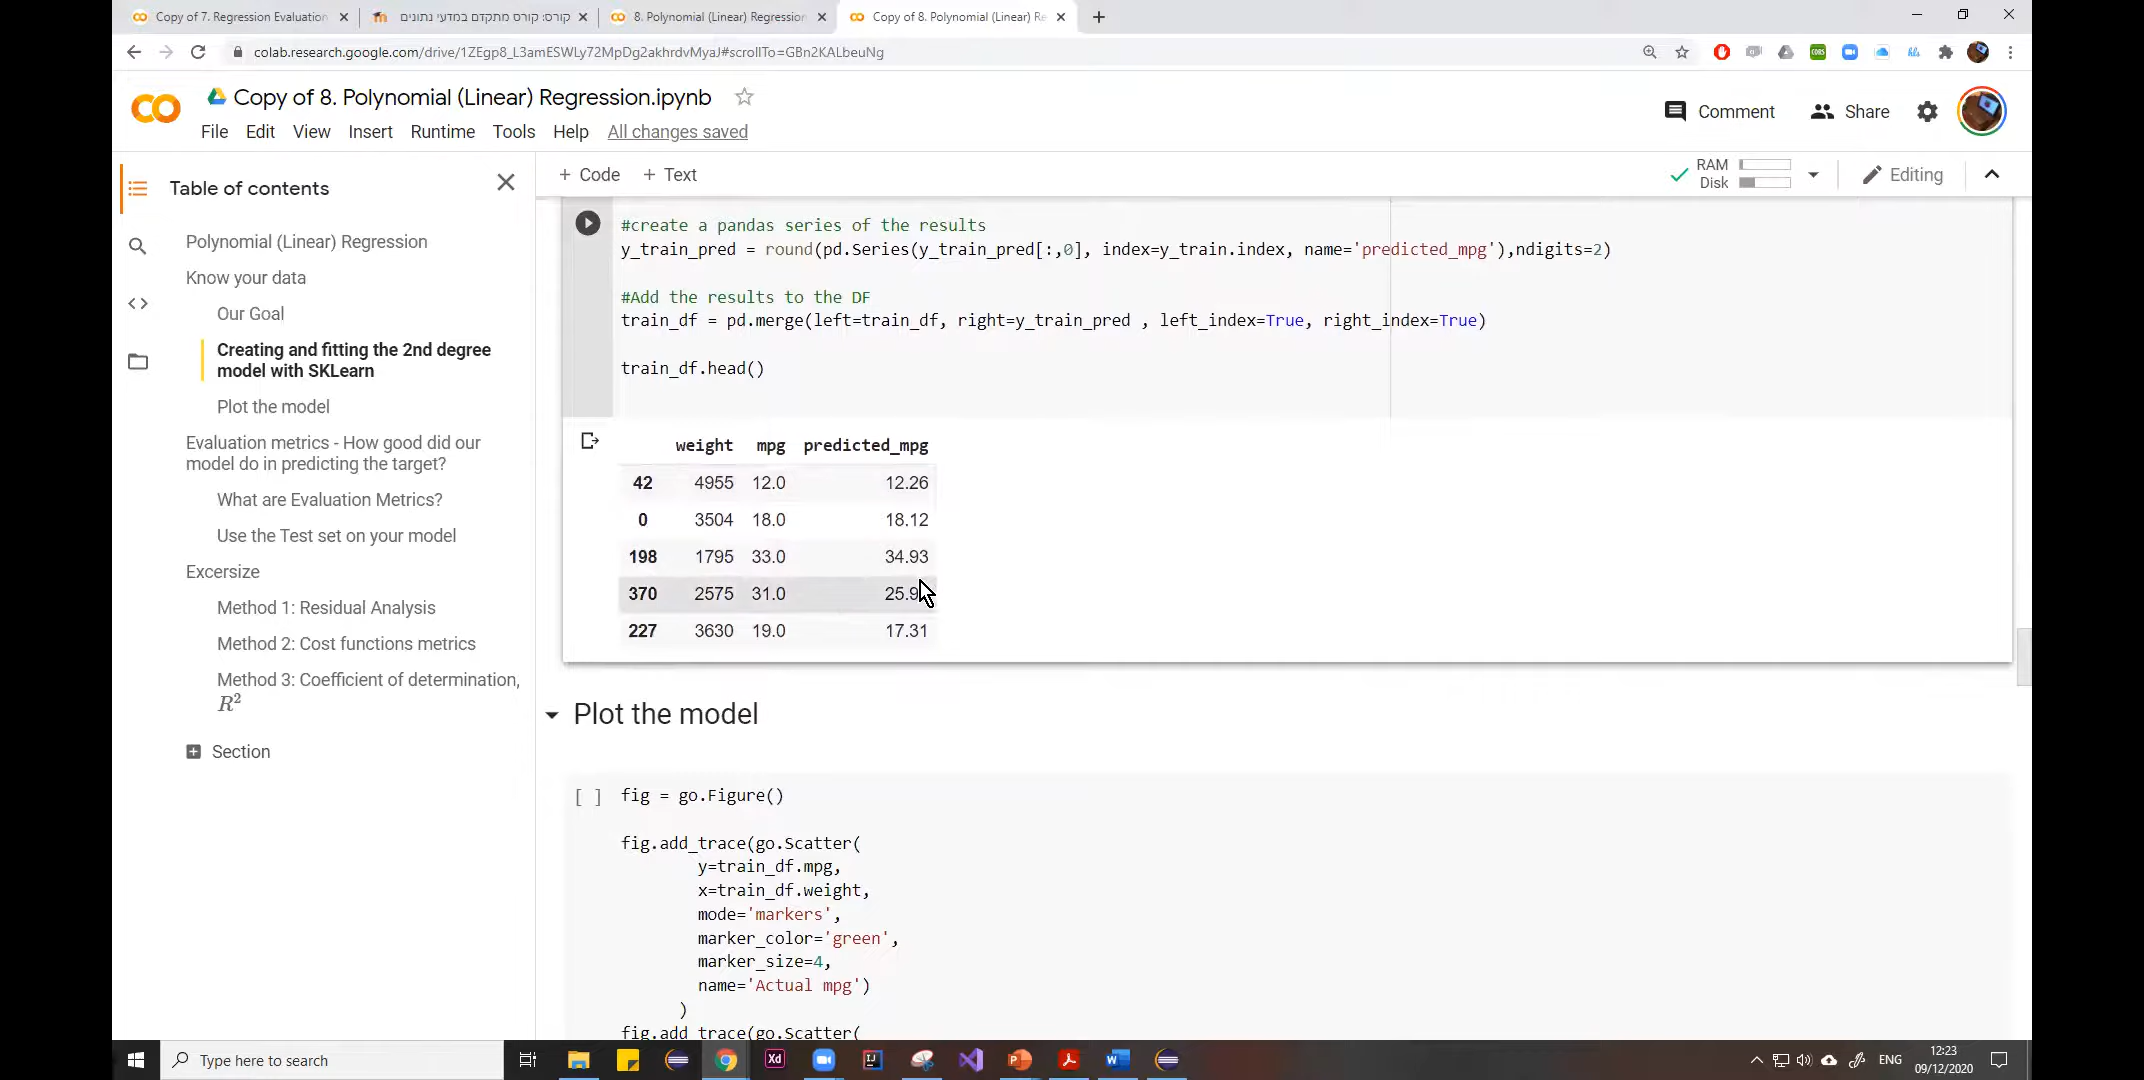 Copy of 7. Regression Evaluation
קורס: קורס מתקדם במדעי נתונים
8. Polynomial (Linear) Regression
Copy of 8. Polynomial (Linear) Re
colab.research.google.com/drive/1ZEgp8_L3amESWLy72MpDg2akhrdvMyaJ#scrollTo=GBn2KALbeuNg
Copy of 8. Polynomial (Linear) Regression.ipynb
Comment
Share
File Edit View Insert Runtime Tools Help All changes saved
Table of contents
+ Code + Text
RAM
Disk
Editing
Polynomial (Linear) Regression
Know your data
Our Goal
Creating and fitting the 2nd degree
model with SKLearn
Plot the model
Evaluation metrics - How good did our
model do in predicting the target?
What are Evaluation Metrics?
Use the Test set on your model
Excersize
Method 1: Residual Analysis
Method 2: Cost functions metrics
Method 3: Coefficient of determination,
R²
Section
#create a pandas series of the results
y_train_pred = round(pd.Series(y_train_pred[:,0], index=y_train.index, name='predicted_mpg'),ndigits=2)
#Add the results to the DF
train_df = pd.merge(left=train_df, right=y_train_pred , left_index=True, right_index=True)
train_df.head()
weight mpg predicted_mpg
42 4955 12.0 12.26
0 3504 18.0 18.12
198 1795 33.0 34.93
370 2575 31.0
227 3630 19.0 17.31
Plot the model
[ ] fig = go.Figure()
fig.add_trace(go.Scatter(
y=train_df.mpg,
x=train_df.weight,
mode='markers',
marker_color='green',
marker_size=4,
name='Actual mpg')
)
fig.add_trace(go.Scatter(
Type here to search
ENG
12:23
09/12/2020